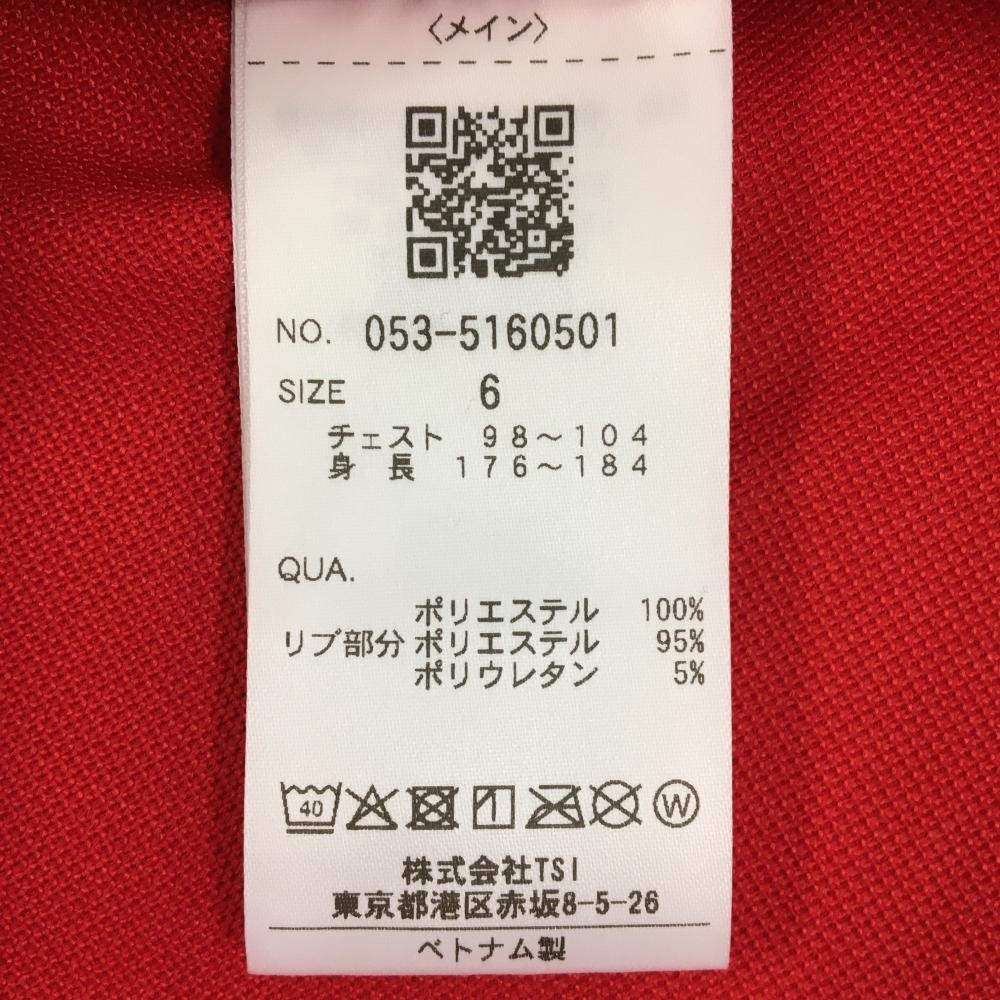 〈メイン〉
NO. 053-5160501
SIZE 6
チェスト 98～104
身長 176～184
QUA.
ポリエステル 100%
リブ部分 ポリエステル 95%
ポリウレタン 5%
40 W
株式会社TSI
東京都港区赤坂8-5-26
ベトナム製